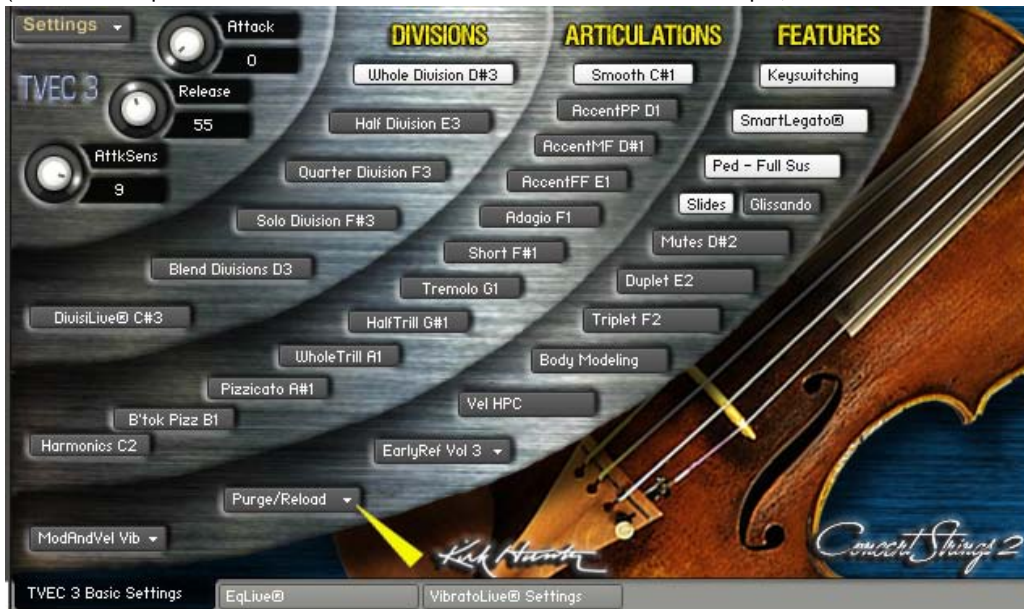 Settings
Attack
0
TVEC 3
Release
55
AttkSens
9
DIVISIONS
Whole Division D#3
Half Division E3
Quarter Division F3
Solo Division F#3
Blend Divisions D3
DivisiLive® C#3
ARTICULATIONS
Smooth C#1
AccentPP D1
AccentMF D#1
AccentFF E1
Adagio F1
Short F#1
Tremolo G1
HalfTrill G#1
WholeTrill A1
Pizzicato A#1
B'tok Pizz B1
Harmonics C2
FEATURES
Keyswitching
SmartLegato®
Ped - Full Sus
Slides Glissando
Mutes D#2
Duplet E2
Triplet F2
Body Modeling
Vel HPC
EarlyRef Vol 3
Purge/Reload
ModAndVel Vib
Kirk Hunter
Concert Strings 2
TVEC 3 Basic Settings EqLive® VibratoLive® Settings